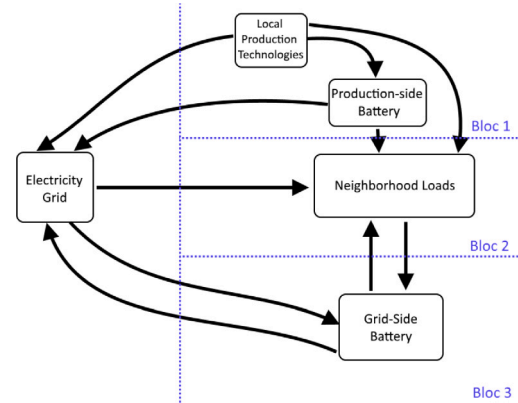 Local
Production
Technologies
Production-side
Battery
Bloc 1
Electricity
Grid
Neighborhood Loads
Bloc 2
Grid-Side
Battery
Bloc 3